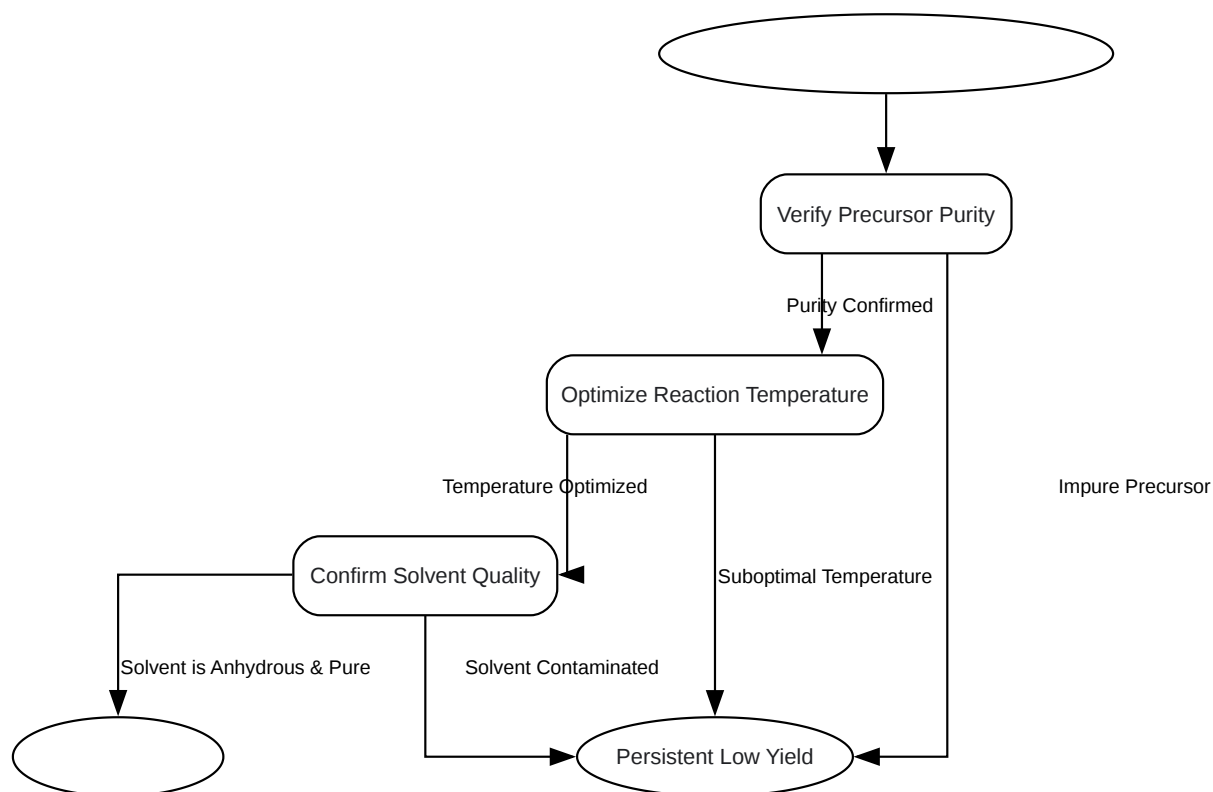 Verify Precursor Purity
Purity Confirmed
Optimize Reaction Temperature
Temperature Optimized
Impure Precursor
Confirm Solvent Quality
Suboptimal Temperature
Solvent is Anhydrous & Pure
Solvent Contaminated
Persistent Low Yield